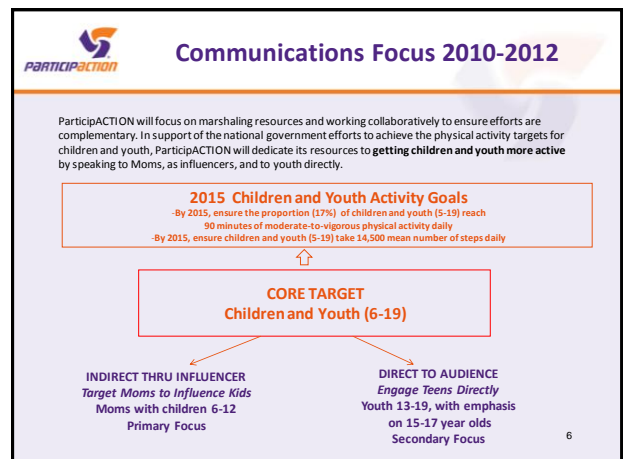 PARTICIPACTION
Communications Focus 2010-2012
ParticipACTION will focus on marshaling resources and working collaboratively to ensure efforts are
complementary. In support of the national government efforts to achieve the physical activity targets for
children and youth, ParticipACTION will dedicate its resources to getting children and youth more active
by speaking to Moms, as influencers, and to youth directly.
2015 Children and Youth Activity Goals
-By 2015, ensure the proportion (17%) of children and youth (5-19) reach
90 minutes of moderate-to-vigorous physical activity daily
-By 2015, ensure children and youth (5-19) take 14,500 mean number of steps daily
CORE TARGET
Children and Youth (6-19)
INDIRECT THRU INFLUENCER
Target Moms to Influence Kids
Moms with children 6-12
Primary Focus
DIRECT TO AUDIENCE
Engage Teens Directly
Youth 13-19, with emphasis
on 15-17 year olds
Secondary Focus
6